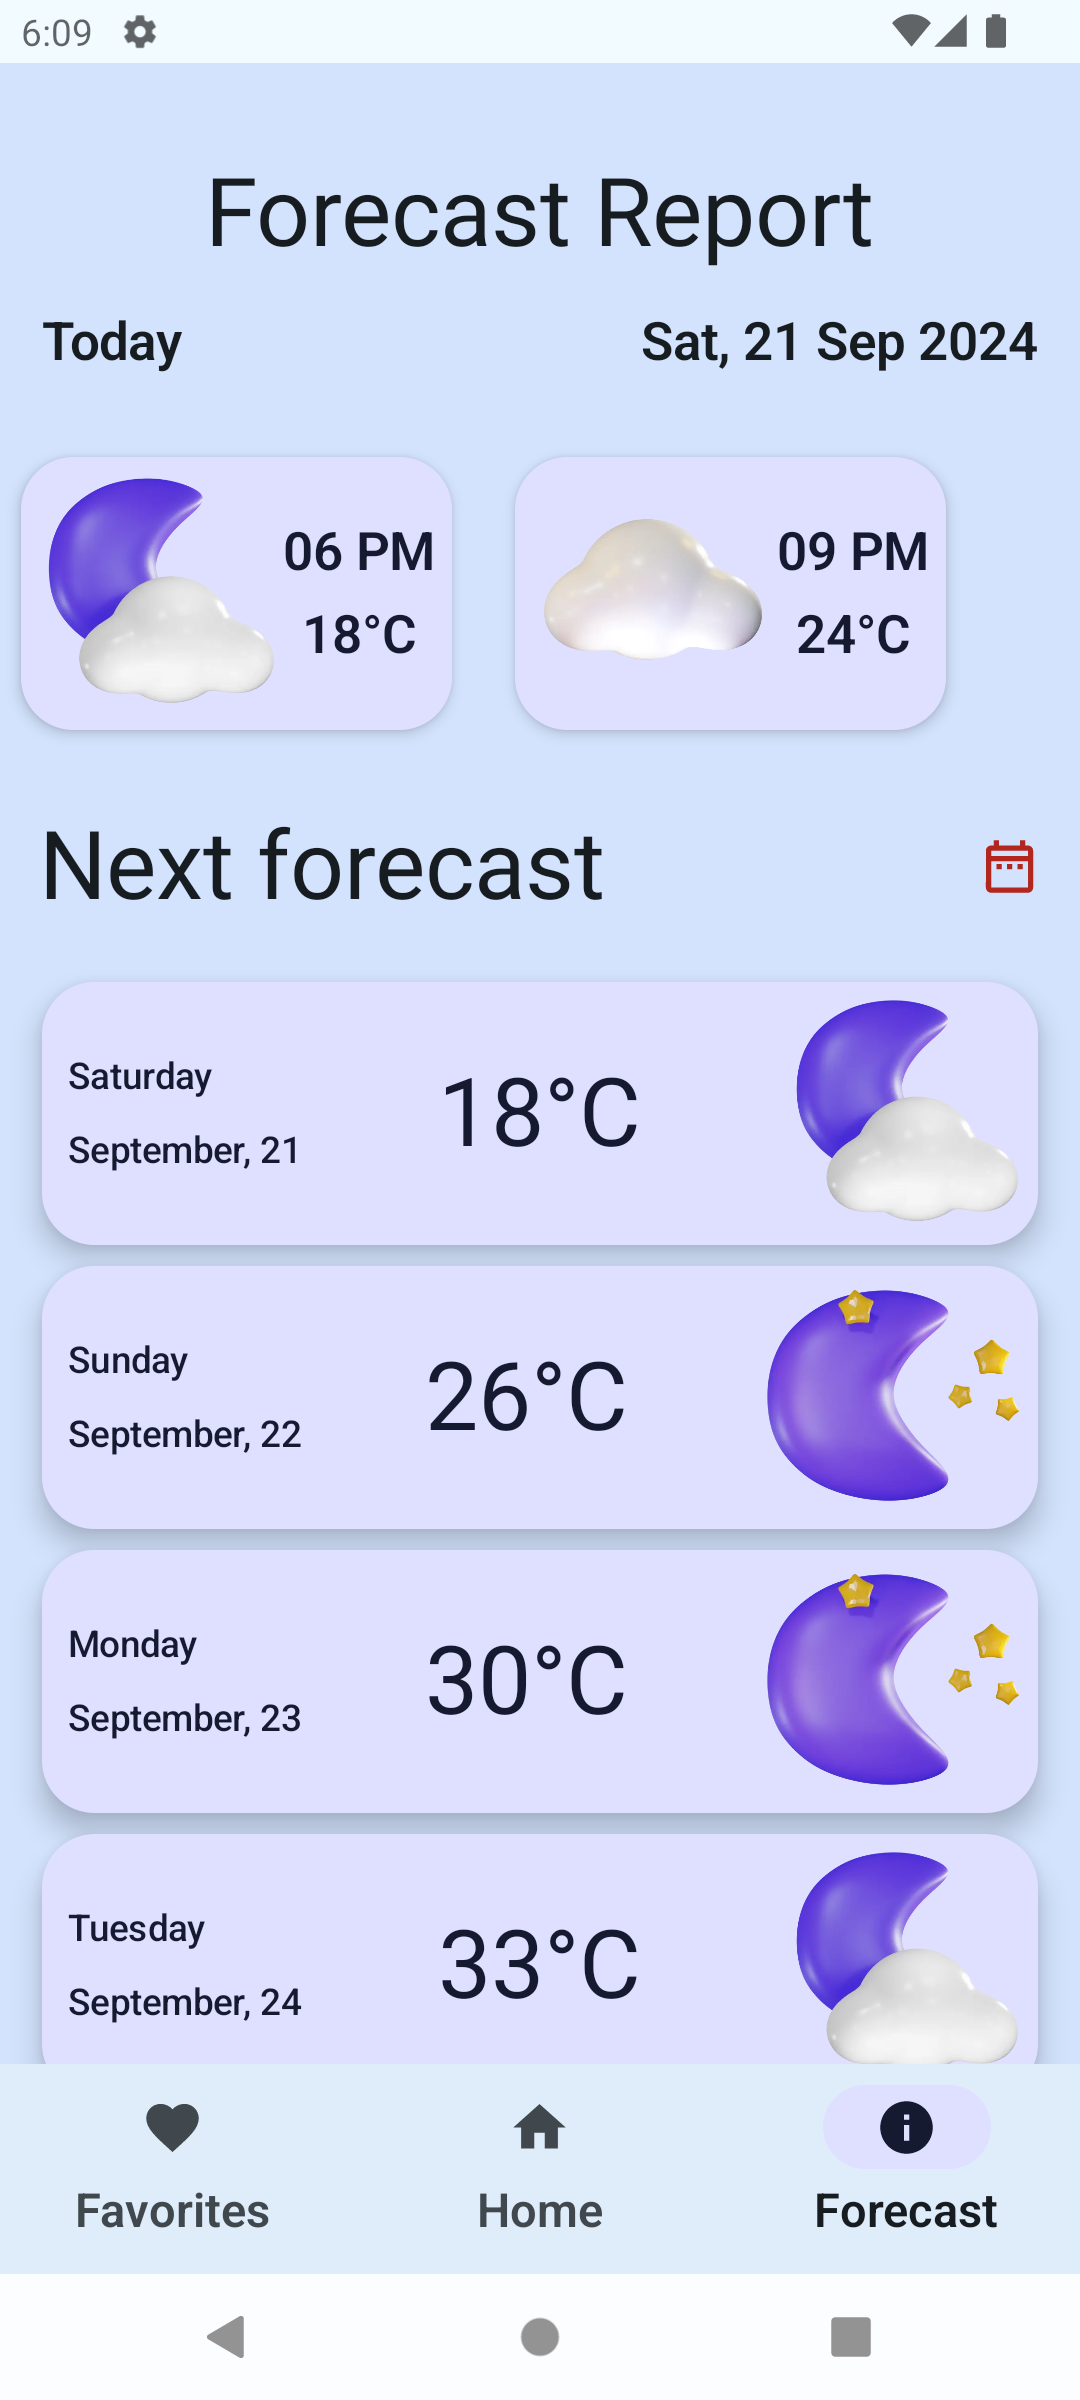 6:09
Forecast Report
Today
Sat, 21 Sep 2024
06 PM
18°C
09 PM
24°C
Next forecast
Saturday
September, 21
18°C
Sunday
September, 22
26°C
Monday
September, 23
30°C
Tuesday
September, 24
33°C
Favorites
Home
Forecast